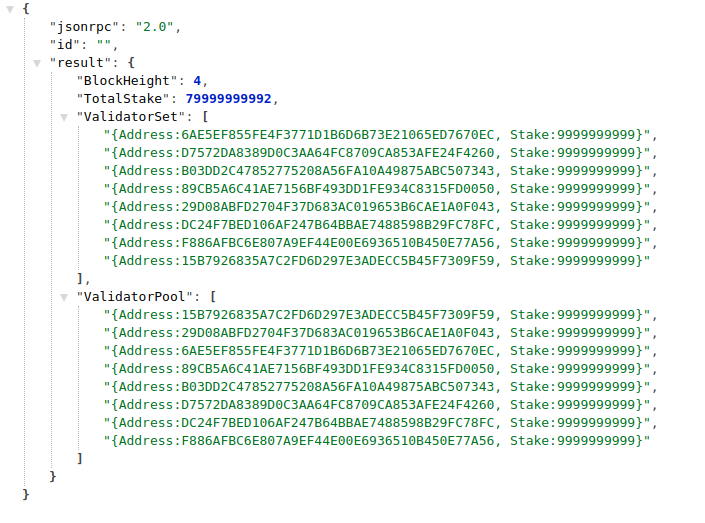 {
"jsonrpc": "2.0",
"id": "",
"result": {
"BlockHeight": 4,
"TotalStake": 79999999992,
"ValidatorSet": [
"{Address:6AE5EF855FE4F3771D1B6D6B73E21065ED7670EC, Stake:9999999999}",
"{Address:D7572DA8389D0C3AA64FC8709CA853AFE24F4260, Stake:9999999999}",
"{Address:B03DD2C47852775208A56FA10A49875ABC507343, Stake:9999999999}",
"{Address:89CB5A6C41AE7156BF493DD1FE934C8315FD0050, Stake:9999999999}",
"{Address:29D08ABFD2704F37D683AC019653B6CAE1A0F043, Stake:9999999999}",
"{Address:DC24F7BED106AF247B64BBAE7488598B29FC78FC, Stake:9999999999}",
"{Address:F886AFBC6E807A9EF44E00E6936510B450E77A56, Stake:9999999999}",
"{Address:15B7926835A7C2FD6D297E3ADECC5B45F7309F59, Stake:9999999999}"
],
"ValidatorPool": [
"{Address:15B7926835A7C2FD6D297E3ADECC5B45F7309F59, Stake:9999999999}",
"{Address:29D08ABFD2704F37D683AC019653B6CAE1A0F043, Stake:9999999999}",
"{Address:6AE5EF855FE4F3771D1B6D6B73E21065ED7670EC, Stake:9999999999}",
"{Address:89CB5A6C41AE7156BF493DD1FE934C8315FD0050, Stake:9999999999}",
"{Address:B03DD2C47852775208A56FA10A49875ABC507343, Stake:9999999999}",
"{Address:D7572DA8389D0C3AA64FC8709CA853AFE24F4260, Stake:9999999999}",
"{Address:DC24F7BED106AF247B64BBAE7488598B29FC78FC, Stake:9999999999}",
"{Address:F886AFBC6E807A9EF44E00E6936510B450E77A56, Stake:9999999999}"
]
}
}